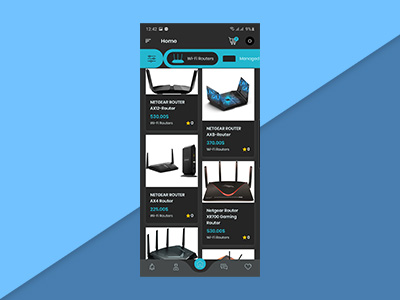 12:42
Home
Wi-Fi Routers
Managed
NETGEAR ROUTER
AX12-Router
530.00$
Wi-Fi Routers
0
NETGEAR ROUTER
AX8-Router
370.00$
Wi-Fi Routers
0
NETGEAR ROUTER
AX4 Router
225.00$
Wi-Fi Routers
0
Netgear Router
XR700 Gaming
Router
530.00$
Wi-Fi Routers
0